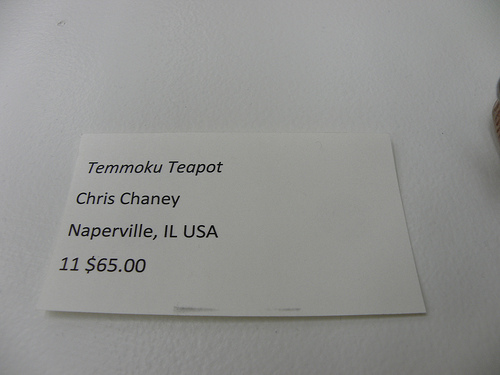 Temmoku Teapot
Chris Chaney
Naperville, IL USA
11 $65.00